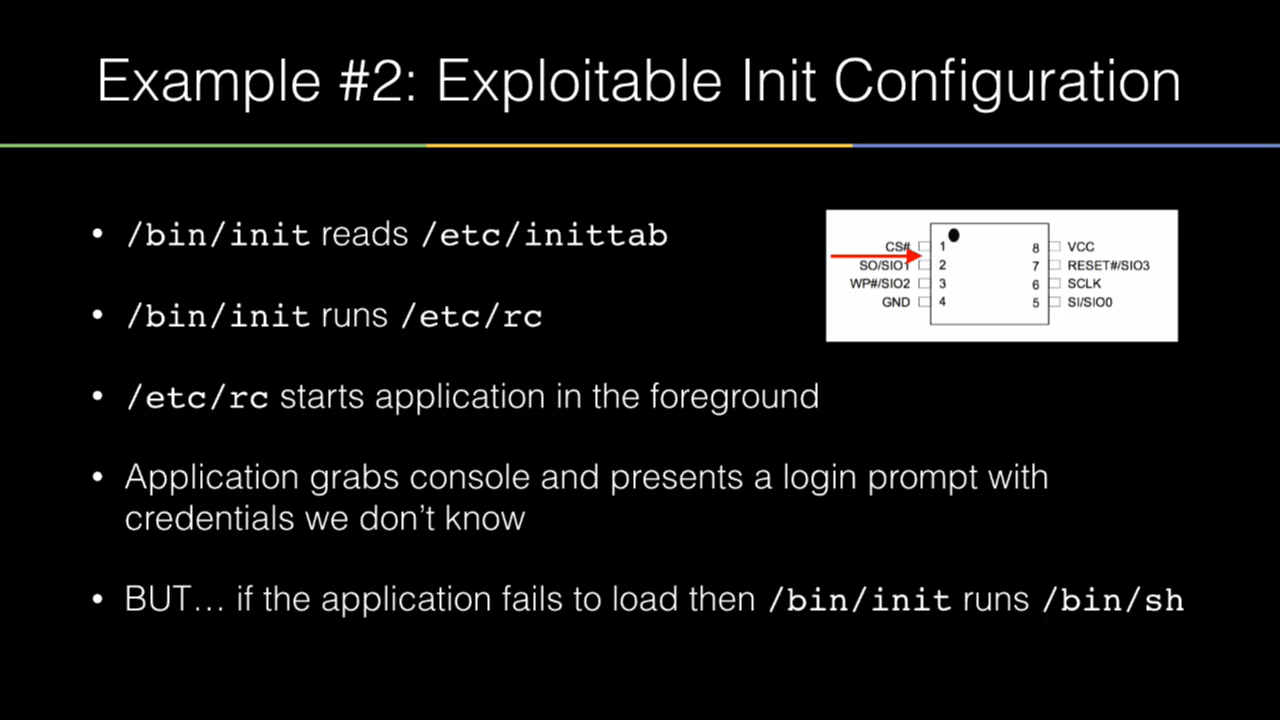 Example #2: Exploitable Init Configuration
• /bin/init reads /etc/inittab
• /bin/init runs /etc/rc
• /etc/rc starts application in the foreground
• Application grabs console and presents a login prompt with
credentials we don't know
• BUT… if the application fails to load then /bin/init runs /bin/sh
CS# 1 8 VCC
SO/SIO1 2 7 RESET#/SIO3
WP#/SIO2 3 6 SCLK
GND 4 5 SI/SIO0